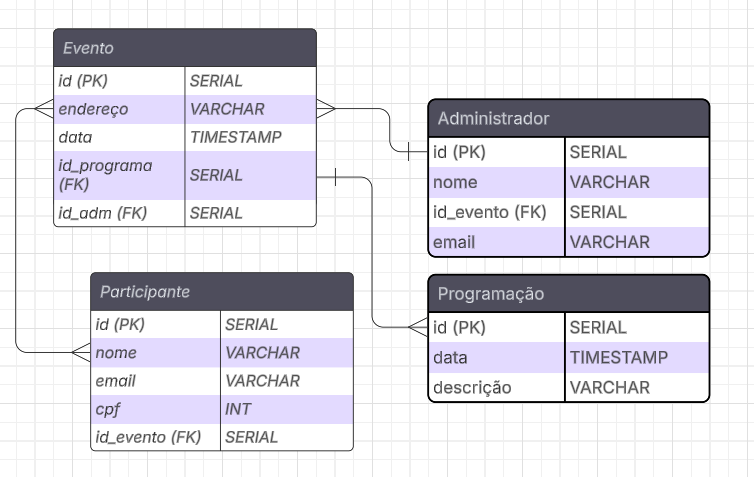 Evento
id (PK) SERIAL
endereço VARCHAR
data TIMESTAMP
id_programa
(FK) SERIAL
id_adm (FK) SERIAL
Administrador
id (PK) SERIAL
nome VARCHAR
id_evento (FK) SERIAL
email VARCHAR
Participante
id (PK) SERIAL
nome VARCHAR
email VARCHAR
cpf INT
id_evento (FK) SERIAL
Programação
id (PK) SERIAL
data TIMESTAMP
descrição VARCHAR